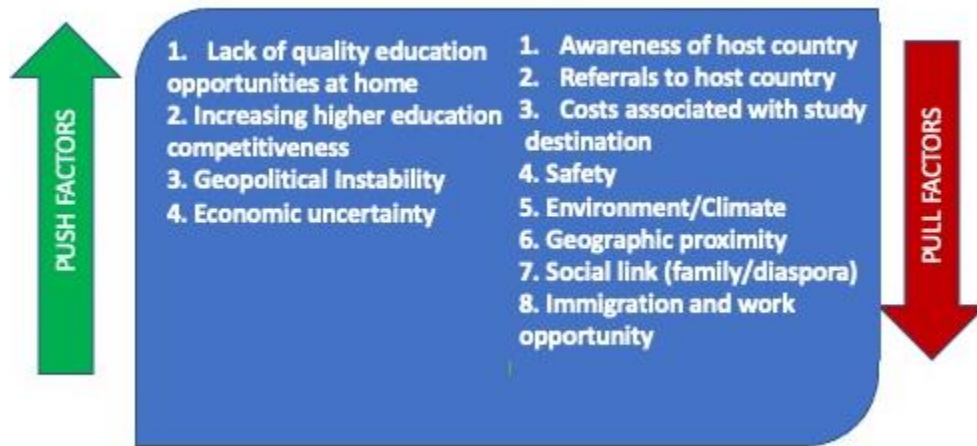 PUSH FACTORS
1. Lack of quality education
opportunities at home
2. Increasing higher education
competitiveness
3. Geopolitical Instability
4. Economic uncertainty
1. Awareness of host country
2. Referrals to host country
3. Costs associated with study
destination
4. Safety
5. Environment/Climate
6. Geographic proximity
7. Social link (family/diaspora)
8. Immigration and work
opportunity
PULL FACTORS